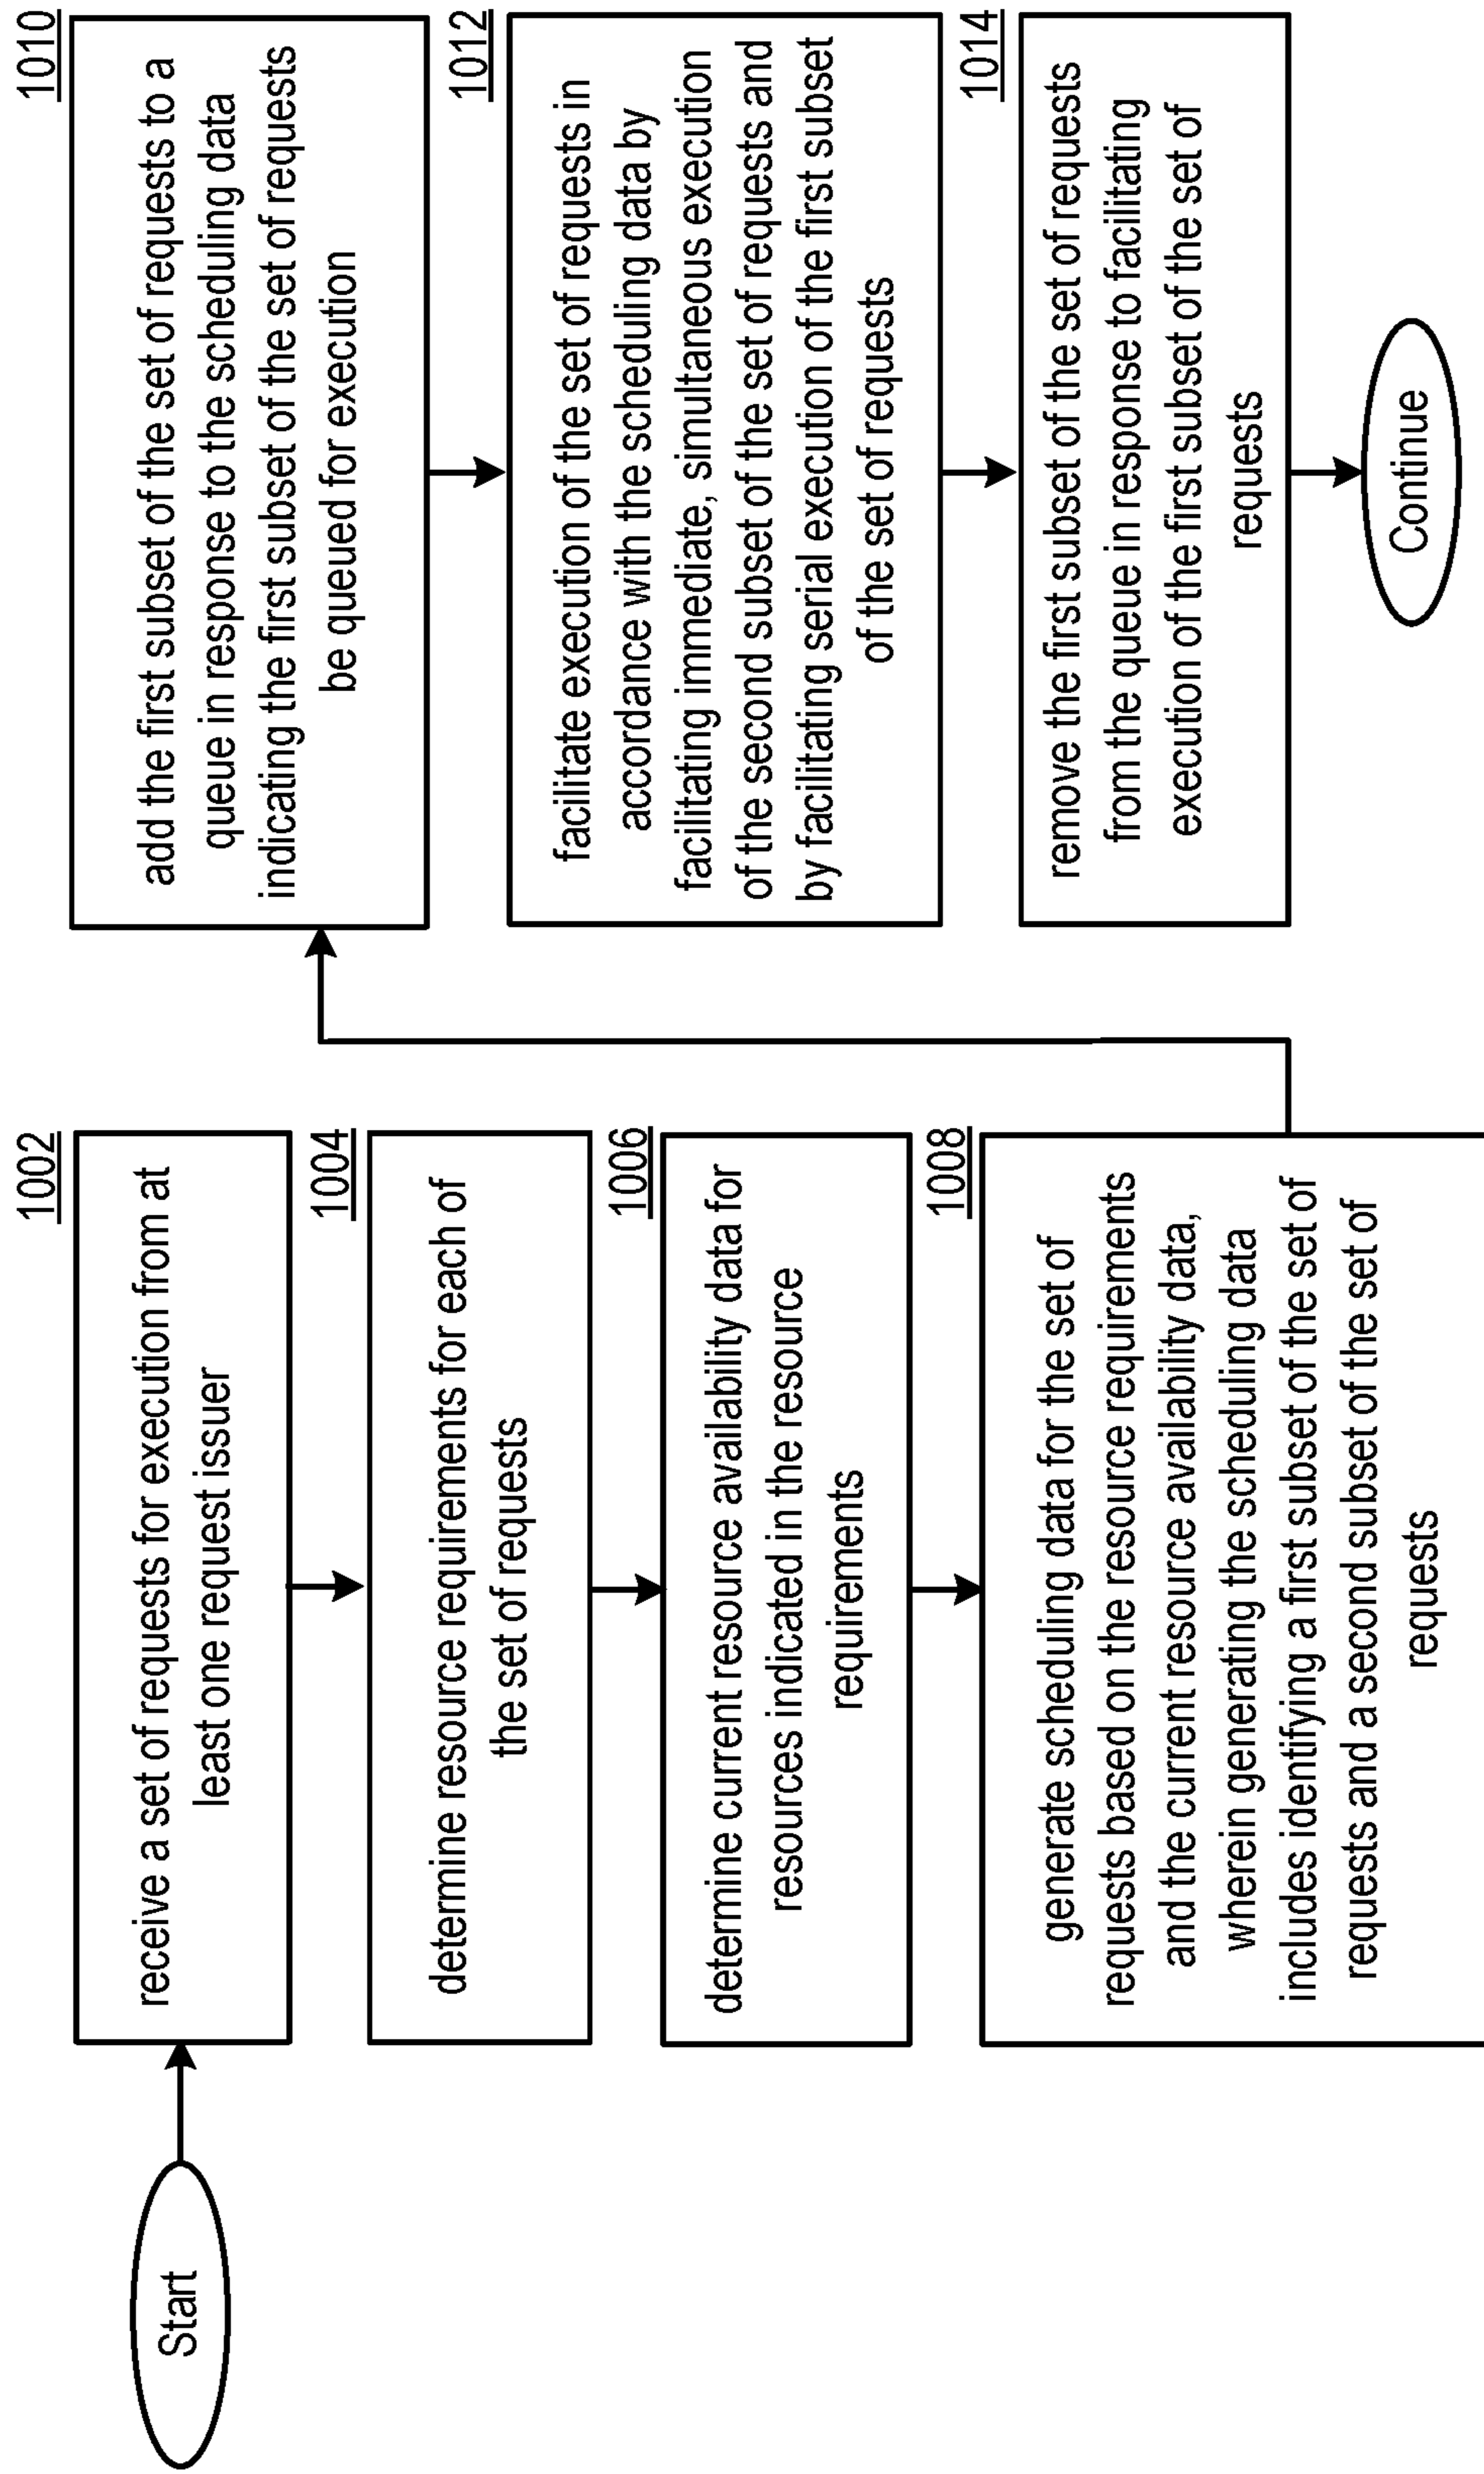 Start
1002
receive a set of requests for execution from at
least one request issuer
1004
determine resource requirements for each of
the set of requests
1006
determine current resource availability data for
resources indicated in the resource
requirements
1008
generate scheduling data for the set of
requests based on the resource requirements
and the current resource availability data,
wherein generating the scheduling data
includes identifying a first subset of the set of
requests and a second subset of the set of
requests
1010
add the first subset of the set of requests to a
queue in response to the scheduling data
indicating the first subset of the set of requests
be queued for execution
1012
facilitate execution of the set of requests in
accordance with the scheduling data by
facilitating immediate, simultaneous execution
of the second subset of the set of requests and
by facilitating serial execution of the first subset
of the set of requests
1014
remove the first subset of the set of requests
from the queue in response to facilitating
execution of the first subset of the set of
requests
Continue